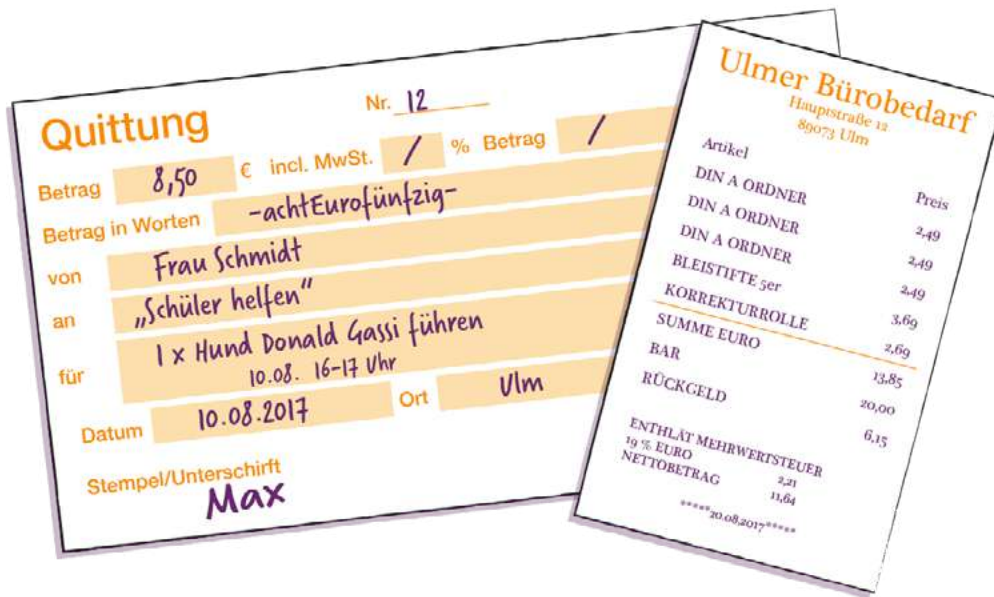 Quittung
Nr. 12
Betrag 8,50 € incl. MwSt. / % Betrag /
Betrag in Worten -achtEurofünfzig-
von Frau Schmidt
an „Schüler helfen“
für 1 x Hund Donald Gassi führen
10.08. 16-17 Uhr
Datum 10.08.2017 Ort Ulm
Stempel/Unterschirft
Max
Ulmer Bürobedarf
Hauptstraße 12
89073 Ulm
Artikel Preis
DIN A ORDNER 2,49
DIN A ORDNER 2,49
DIN A ORDNER 2,49
BLEISTIFTE 5er 3,69
KORREKTURROLLE 2,69
SUMME EURO 13,85
BAR 20,00
RÜCKGELD 6,15
ENTHLÄT MEHRWERTSTEUER
19 % EURO 2,21
NETTOBETRAG 11,64
*****20.08.2017*****